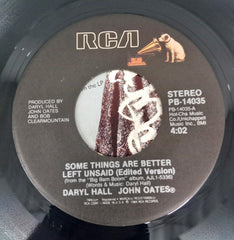 RCA
PRODUCED BY
DARYL HALL
JOHN OATES
AND BOB
CLEARMOUNTAIN
STEREO
PB-14035
PB-14035-A
Hot-Cha Music
Co./Unichappell
Music Inc., BMI
4:02
SOME THINGS ARE BETTER
LEFT UNSAID (Edited Version)
(from the "Big Bam Boom" album, AJL1-5336)
(Words & Music: Daryl Hall)
DARYL HALL JOHN OATES®